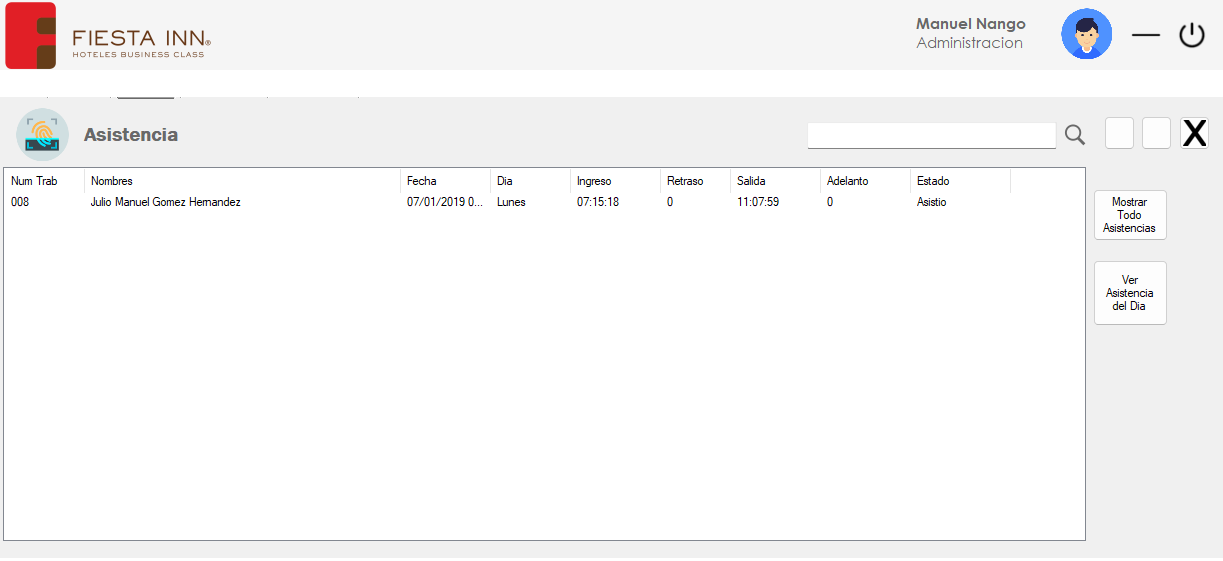 FIESTA INN®
HOTELES BUSINESS CLASS
Manuel Nango
Administracion
Asistencia
X
Num Trab Nombres Fecha Dia Ingreso Retraso Salida Adelanto Estado
008 Julio Manuel Gomez Hernandez 07/01/2019 0... Lunes 07:15:18 0 11:07:59 0 Asistio
Mostrar
Todo
Asistencias
Ver
Asistencia
del Dia